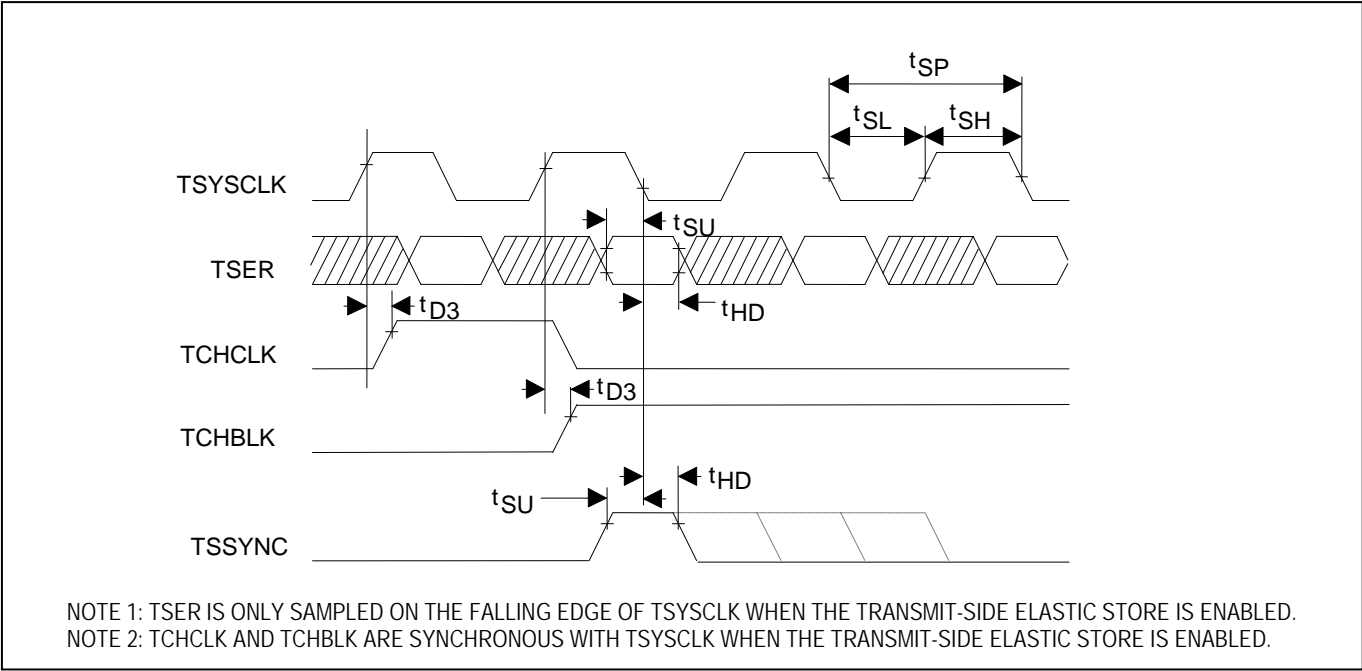 tSP
tSL tSH
TSYSCLK
tSU
TSER
tD3 tHD
TCHCLK
tD3
TCHBLK
tHD
tSU
TSSYNC
NOTE 1: TSER IS ONLY SAMPLED ON THE FALLING EDGE OF TSYSCLK WHEN THE TRANSMIT-SIDE ELASTIC STORE IS ENABLED.
NOTE 2: TCHCLK AND TCHBLK ARE SYNCHRONOUS WITH TSYSCLK WHEN THE TRANSMIT-SIDE ELASTIC STORE IS ENABLED.